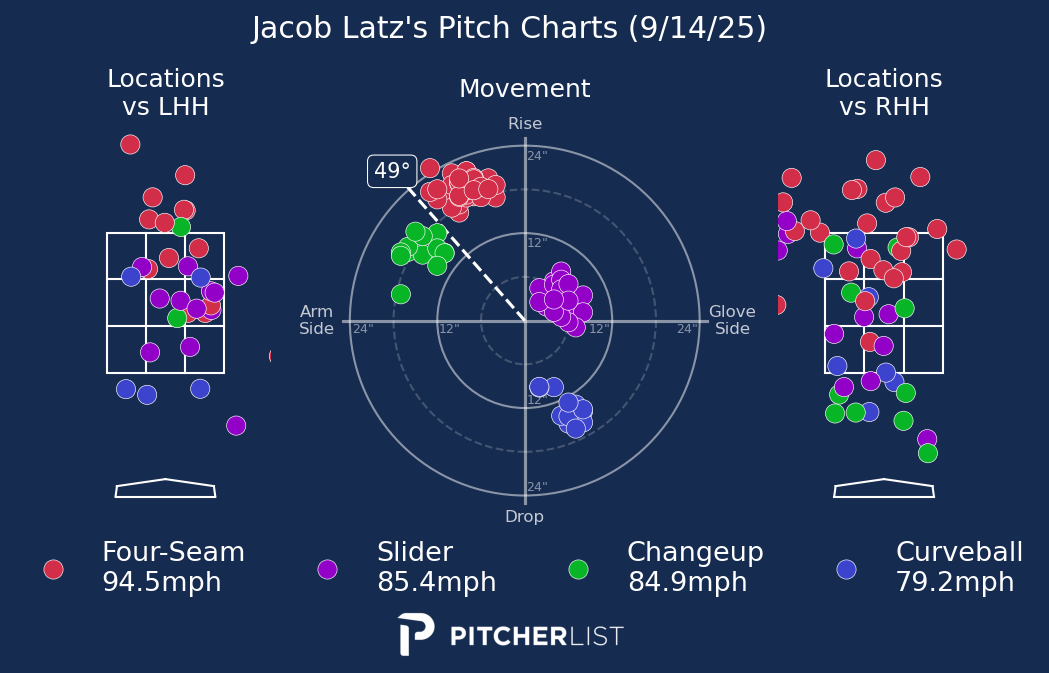 Jacob Latz's Pitch Charts (9/14/25)
Locations
vs LHH
Movement
Locations
vs RHH
Rise
24"
49°
12"
Arm
Side
24"
12"
12"
24"
Glove
Side
12"
24"
Drop
Four-Seam
94.5mph
Slider
85.4mph
Changeup
84.9mph
Curveball
79.2mph
PITCHERLIST